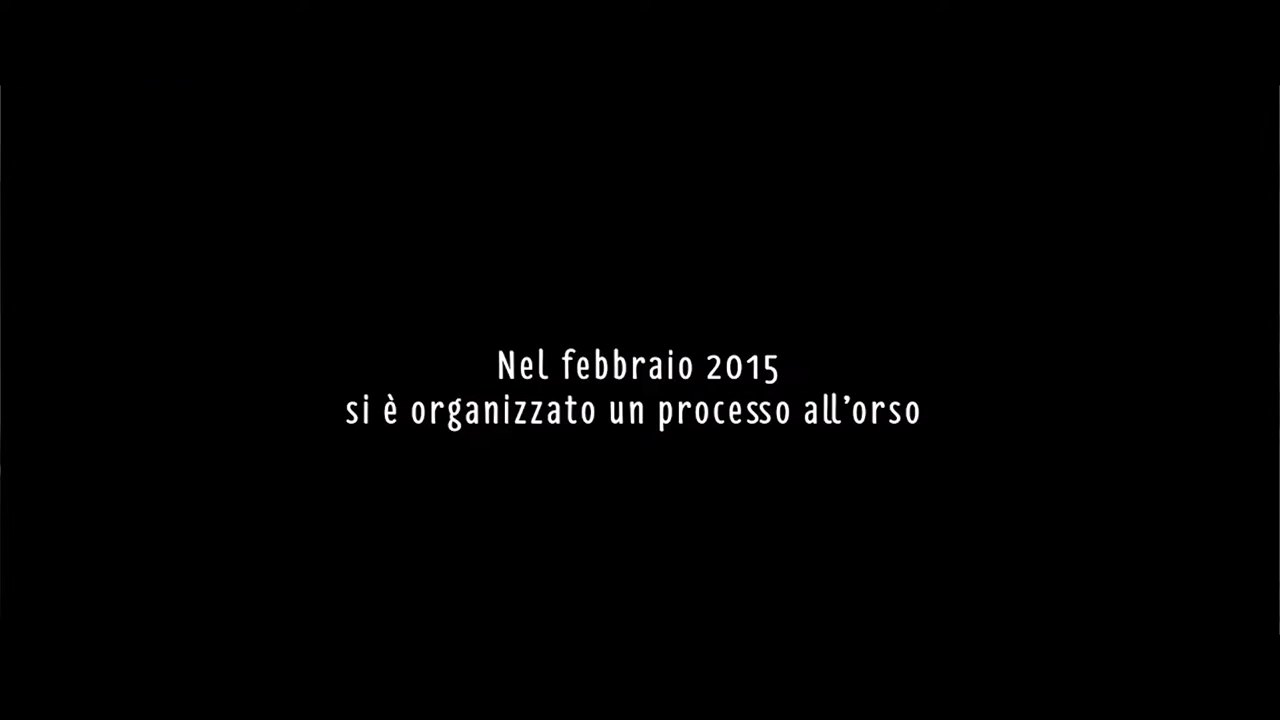 Nel febbraio 2015
si è organizzato un processo all’orso